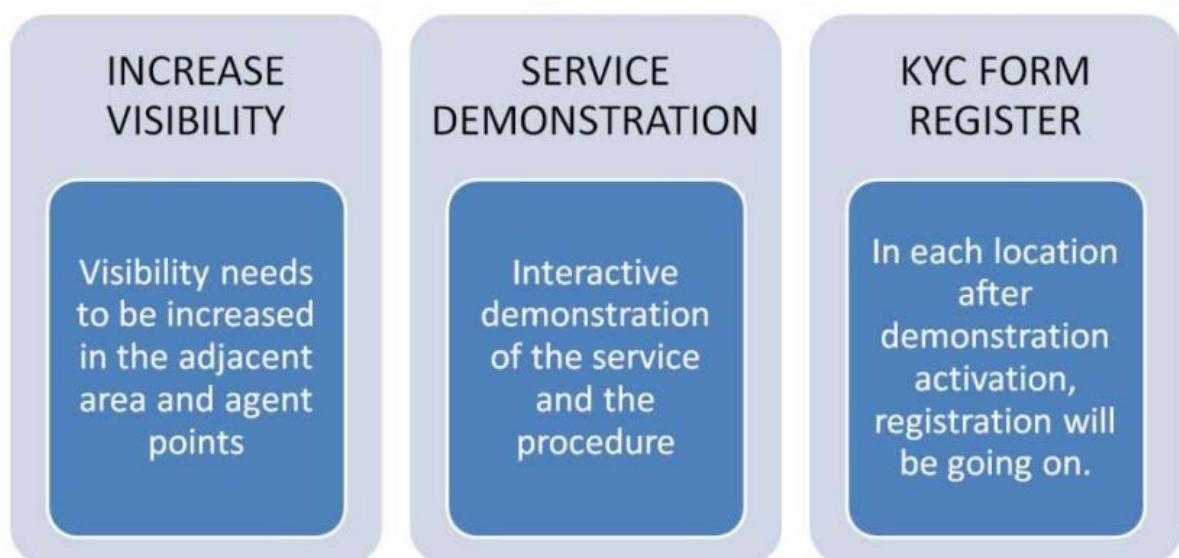 INCREASE
VISIBILITY
Visibility needs
to be increased
in the adjacent
area and agent
points
SERVICE
DEMONSTRATION
Interactive
demonstration
of the service
and the
procedure
KYC FORM
REGISTER
In each location
after
demonstration
activation,
registration will
be going on.